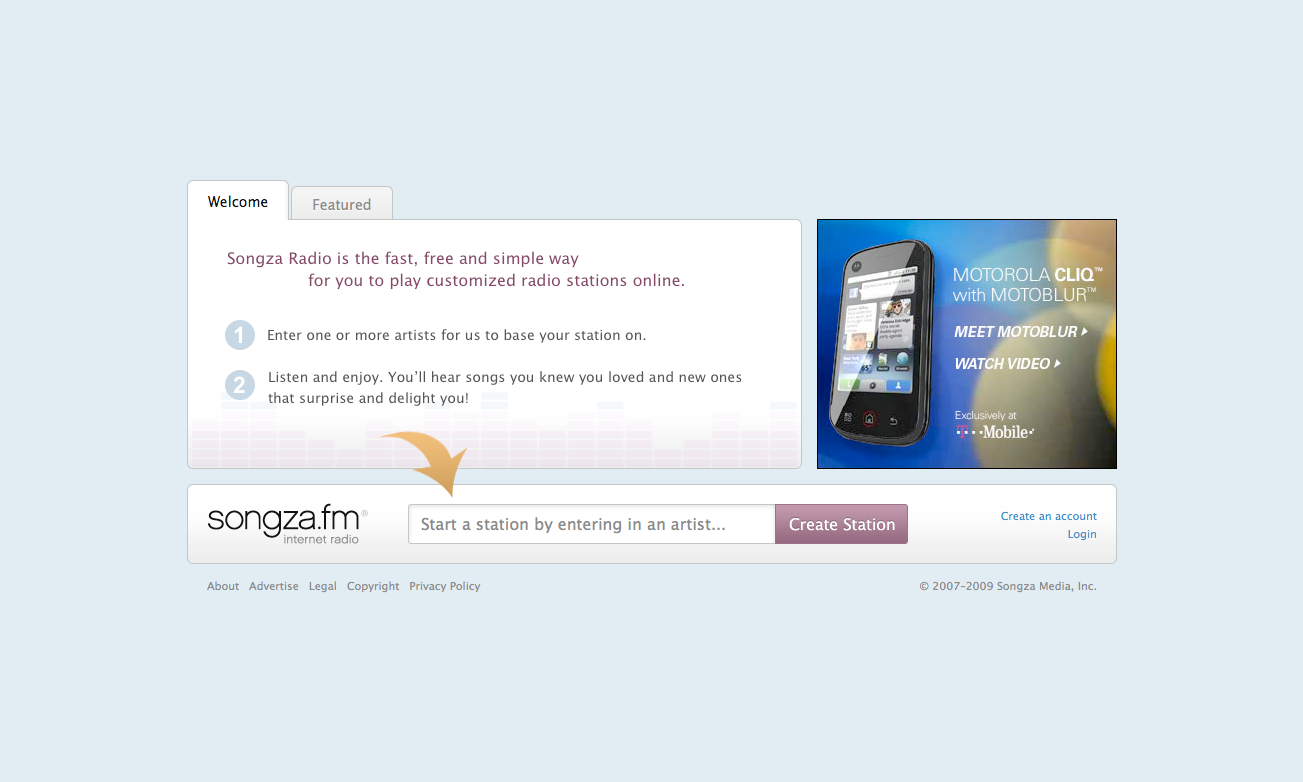 Welcome
Featured
Songza Radio is the fast, free and simple way
for you to play customized radio stations online.
1 Enter one or more artists for us to base your station on.
2 Listen and enjoy. You’ll hear songs you knew you loved and new ones
that surprise and delight you!
MOTOROLA CLIQ™
with MOTOBLUR™
MEET MOTOBLUR
WATCH VIDEO
Exclusively at
T··Mobile·
songza.fm®
internet radio
Start a station by entering in an artist...
Create Station
Create an account
Login
About Advertise Legal Copyright Privacy Policy
© 2007–2009 Songza Media, Inc.